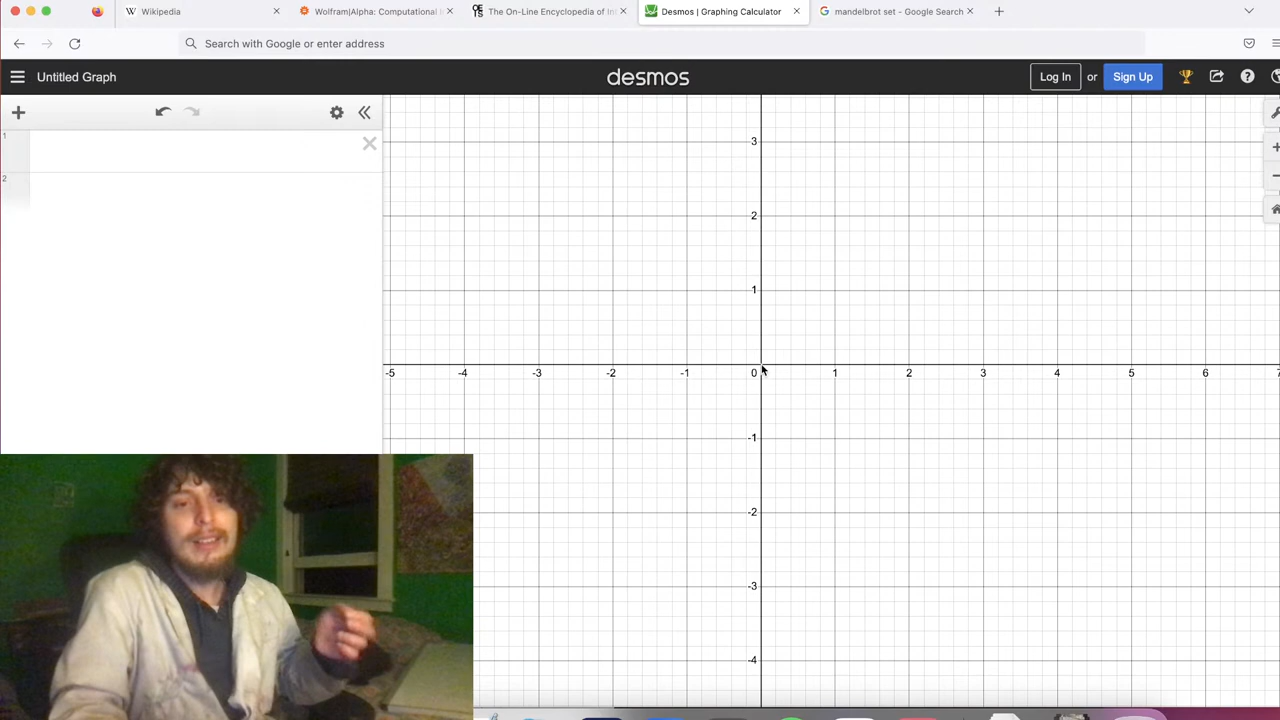 Wikipedia
Wolfram|Alpha: Computational I
The On-Line Encyclopedia of In
Desmos | Graphing Calculator
mandelbrot set - Google Search
Search with Google or enter address
Untitled Graph
desmos
Log In or Sign Up
1
2
3
2
1
-5 -4 -3 -2 -1 0 1 2 3 4 5 6 7
-1
-2
-3
-4